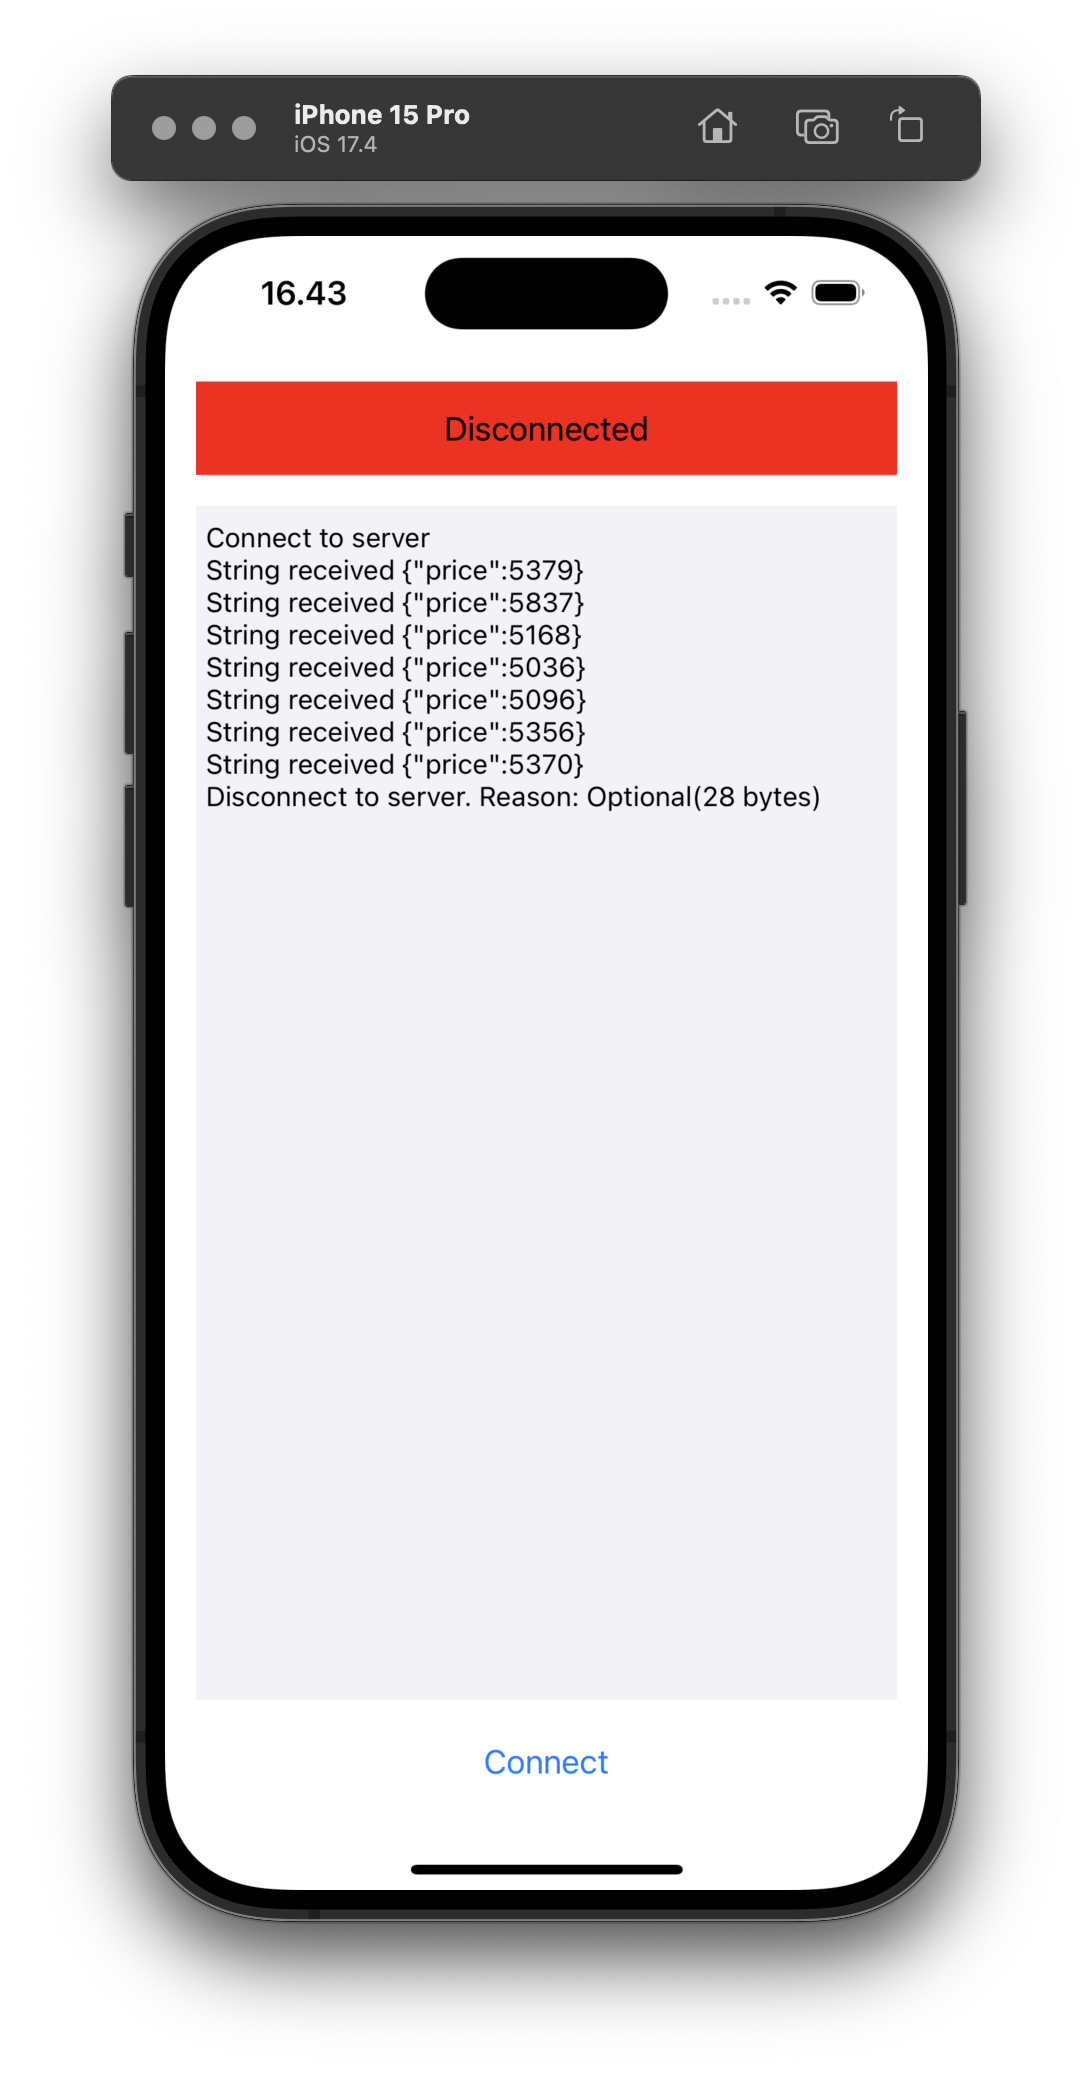 iPhone 15 Pro
iOS 17.4
16.43
Disconnected
Connect to server
String received {"price":5379}
String received {"price":5837}
String received {"price":5168}
String received {"price":5036}
String received {"price":5096}
String received {"price":5356}
String received {"price":5370}
Disconnect to server. Reason: Optional(28 bytes)
Connect